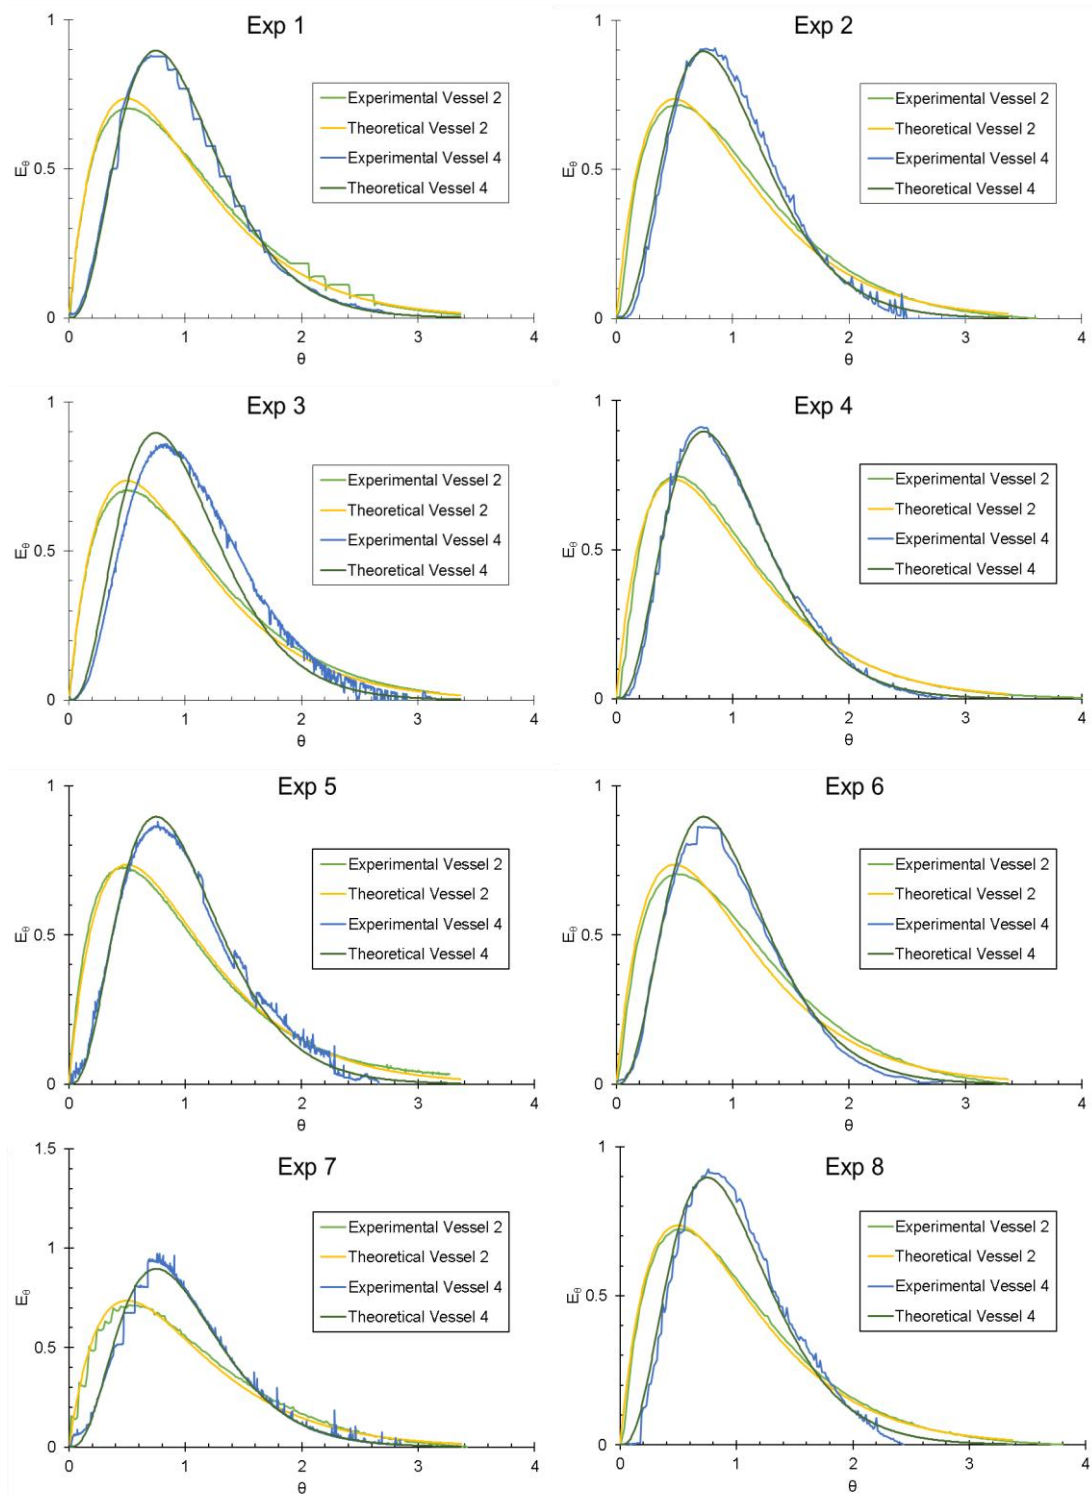 Exp 1
1
0.5
0
Eθ
0 1 2 3 4
θ
Experimental Vessel 2
Theoretical Vessel 2
Experimental Vessel 4
Theoretical Vessel 4
Exp 2
1
0.5
0
Eθ
0 1 2 3 4
θ
Experimental Vessel 2
Theoretical Vessel 2
Experimental Vessel 4
Theoretical Vessel 4
Exp 3
1
0.5
0
Eθ
0 1 2 3 4
θ
Experimental Vessel 2
Theoretical Vessel 2
Experimental Vessel 4
Theoretical Vessel 4
Exp 4
1
0.5
0
Eθ
0 1 2 3 4
θ
Experimental Vessel 2
Theoretical Vessel 2
Experimental Vessel 4
Theoretical Vessel 4
Exp 5
1
0.5
0
Eθ
0 1 2 3 4
θ
Experimental Vessel 2
Theoretical Vessel 2
Experimental Vessel 4
Theoretical Vessel 4
Exp 6
1
0.5
0
Eθ
0 1 2 3 4
θ
Experimental Vessel 2
Theoretical Vessel 2
Experimental Vessel 4
Theoretical Vessel 4
Exp 7
1.5
1
0.5
0
Eθ
0 1 2 3 4
θ
Experimental Vessel 2
Theoretical Vessel 2
Experimental Vessel 4
Theoretical Vessel 4
Exp 8
1
0.5
0
Eθ
0 1 2 3 4
θ
Experimental Vessel 2
Theoretical Vessel 2
Experimental Vessel 4
Theoretical Vessel 4